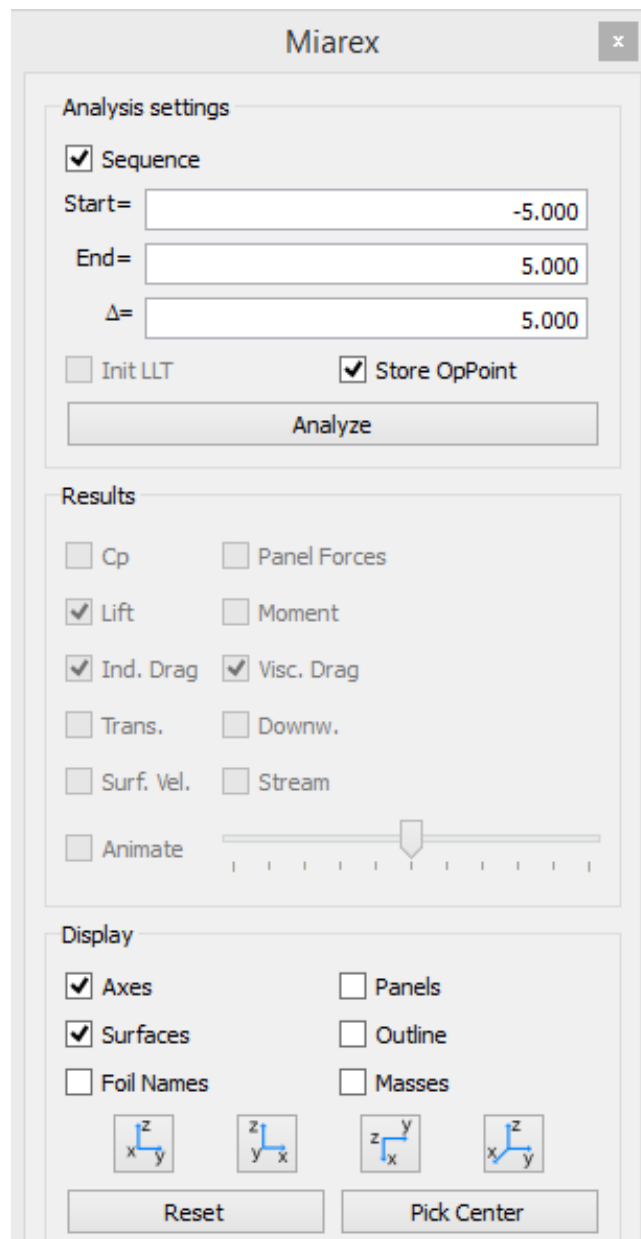 Miarex
x
Analysis settings
Sequence
Start= -5.000
End= 5.000
Δ= 5.000
Init LLT Store OpPoint
Analyze
Results
Cp Panel Forces
Lift Moment
Ind. Drag Visc. Drag
Trans. Downw.
Surf. Vel. Stream
Animate
Display
Axes Panels
Surfaces Outline
Foil Names Masses
z z y z
x y y x z x x y
Reset Pick Center